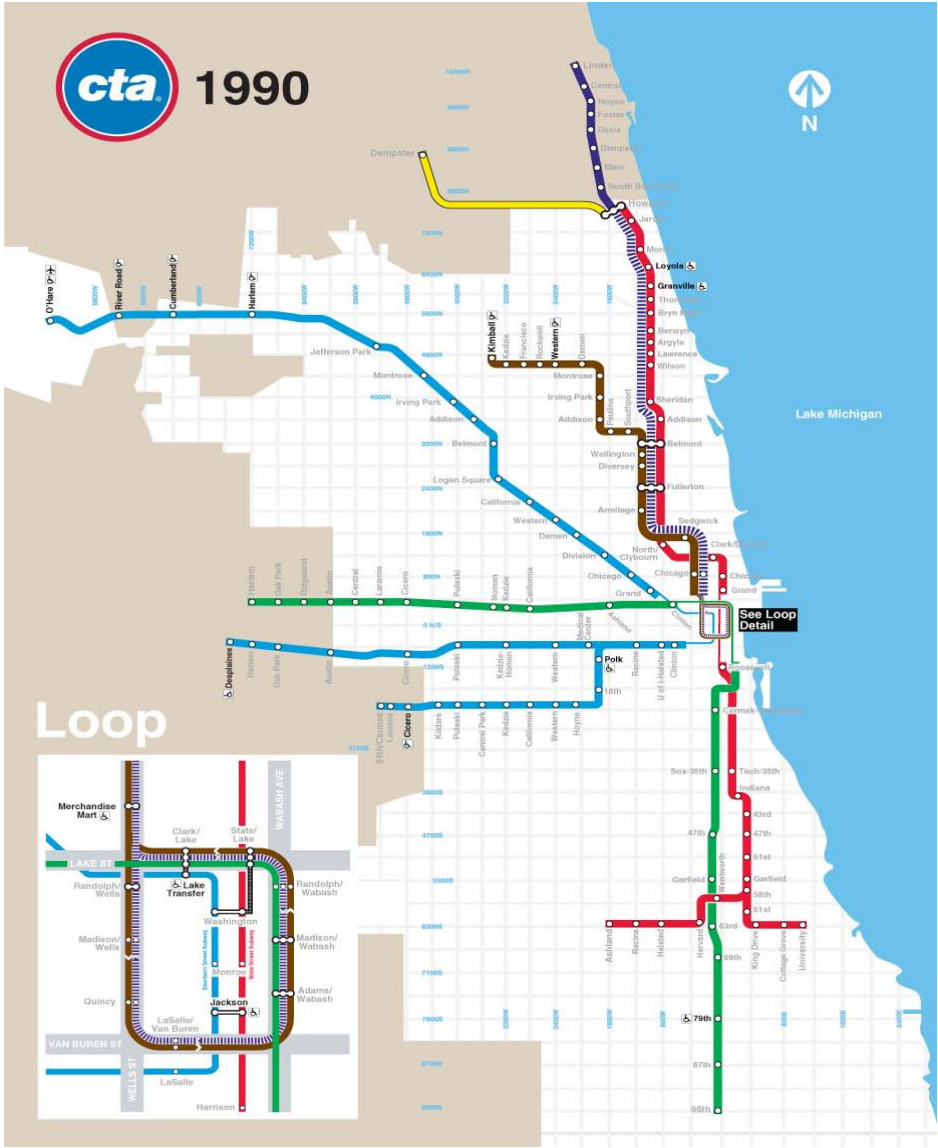 cta
1990
N
Linden
Central
Noyes
Foster
Davis
Dempster
Main
South Boulevard
Howard
Jarvis
Morse
Loyola
Granville
Thorndale
Bryn Mawr
Berwyn
Argyle
Lawrence
Wilson
Sheridan
Addison
Belmont
Fullerton
Lake Michigan
Dempster
O'Hare
River Road
Cumberland
Harlem
Jefferson Park
Montrose
Irving Park
Addison
Belmont
Logan Square
California
Western
Damen
Division
Chicago
Grand
Kimball
Kedzie
Francisco
Rockwell
Western
Damen
Montrose
Irving Park
Addison
Paulina
Southport
Wellington
Diversey
Armitage
Sedgwick
North/
Clybourn
Chicago
Grand
Harlem
Oak Park
Ridgeland
Austin
Central
Laramie
Cicero
Pulaski
Homan
Kedzie
California
Ashland
Clinton
See Loop
Detail
Desplaines
Harlem
Oak Park
Austin
Cicero
Pulaski
Kedzie-
Homan
Western
Medical
Center
Racine
U of I-Halsted
Clinton
Polk
18th
54th/Cermak
Laramie
Cicero
Kildare
Pulaski
Central Park
Kedzie
California
Western
Hoyne
Roosevelt
Sox-35th
Tech-35th
Indiana
43rd
47th
47th
51st
Garfield
Wentworth
Garfield
58th
61st
Ashland
Racine
Halsted
Harvard
63rd
King Drive
Cottage Grove
University
69th
79th
87th
95th
Loop
WABASH AVE
Merchandise
Mart
Clark/
Lake
State/
Lake
LAKE ST
Randolph/
Wells
Lake
Transfer
Randolph/
Wabash
Washington
Madison/
Wells
Madison/
Wabash
Dearborn Street Subway
State Street Subway
Monroe
Quincy
Jackson
Adams/
Wabash
LaSalle/
Van Buren
VAN BUREN ST
WELLS ST
LaSalle
Harrison